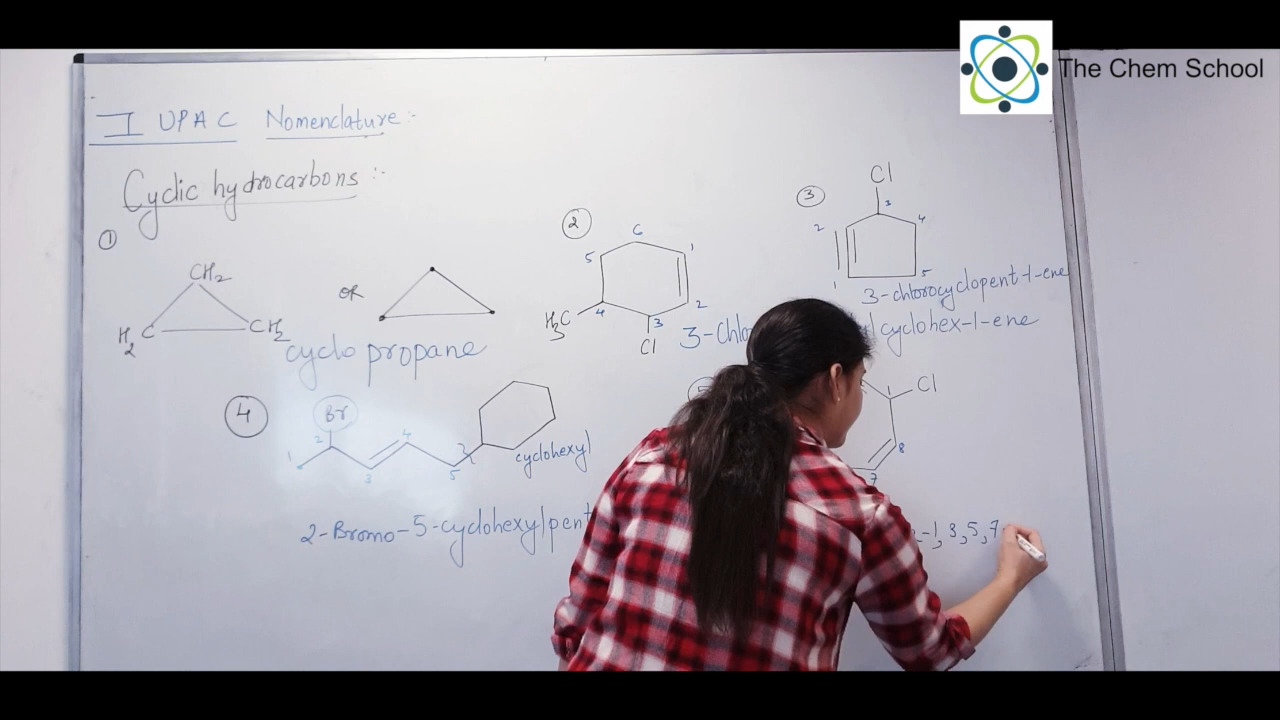 The Chem School
IUPAC Nomenclature:-
Cyclic hydrocarbons:-
1
CH2
H2C
CH2
OR
cyclo propane
2
6
1
5
2
4
3
H3C
Cl
3-
cyclohex-1-ene
3
Cl
3
2
4
1
5
3-chlorocyclopent-1-ene
4
Br
2
4
1
3
5
cyclohexyl
2-Bromo-5-cyclohexylpent
1
Cl
8
7
-1,3,5,7